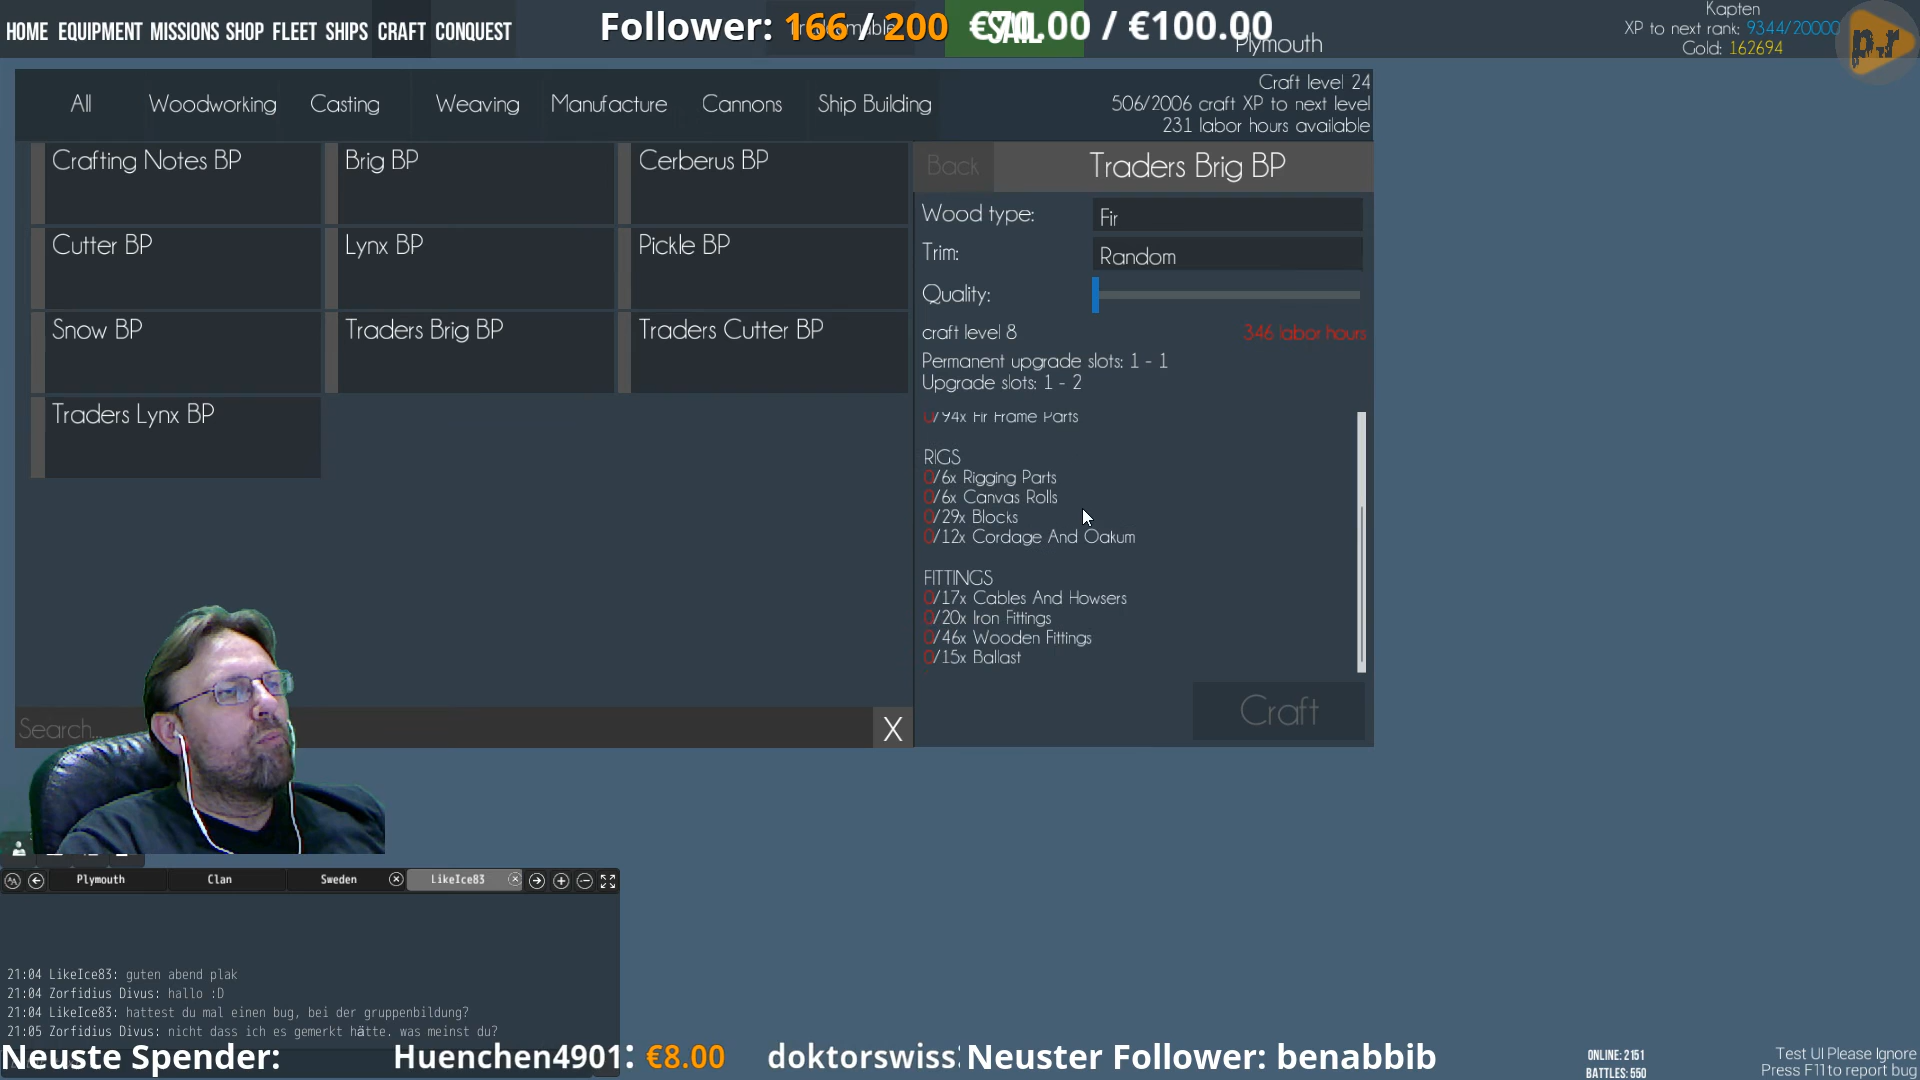 HOME EQUIPMENT MISSIONS SHOP FLEET SHIPS CRAFT CONQUEST
Follower: 166 / 200
.00 / €100.00
Plymouth
Kapten
XP to next rank: 9344/20000
Gold: 162694
All Woodworking Casting Weaving Manufacture Cannons Ship Building
Craft level 24
506/2006 craft XP to next level
231 labor hours available
Crafting Notes BP Brig BP Cerberus BP
Cutter BP Lynx BP Pickle BP
Snow BP Traders Brig BP Traders Cutter BP
Traders Lynx BP
Search...
X
Back Traders Brig BP
Wood type: Fir
Trim: Random
Quality:
craft level 8 346 labor hours
Permanent upgrade slots: 1 - 1
Upgrade slots: 1 - 2
0/94x Fir Frame Parts
RIGS
0/6x Rigging Parts
0/6x Canvas Rolls
0/29x Blocks
0/12x Cordage And Oakum
FITTINGS
0/17x Cables And Howsers
0/20x Iron Fittings
0/46x Wooden Fittings
0/15x Ballast
Craft
Plymouth Clan Sweden LikeIce83
21:04 LikeIce83: guten abend plak
21:04 Zorfidius Divus: hallo :D
21:04 LikeIce83: hattest du mal einen bug, bei der gruppenbildung?
21:05 Zorfidius Divus: nicht dass ich es gemerkt hätte. was meinst du?
Neuste Spender: Huenchen4901: €8.00 doktorswiss: Neuster Follower: benabbib
ONLINE: 2151
BATTLES: 550
Test UI Please Ignore
Press F11 to report bug